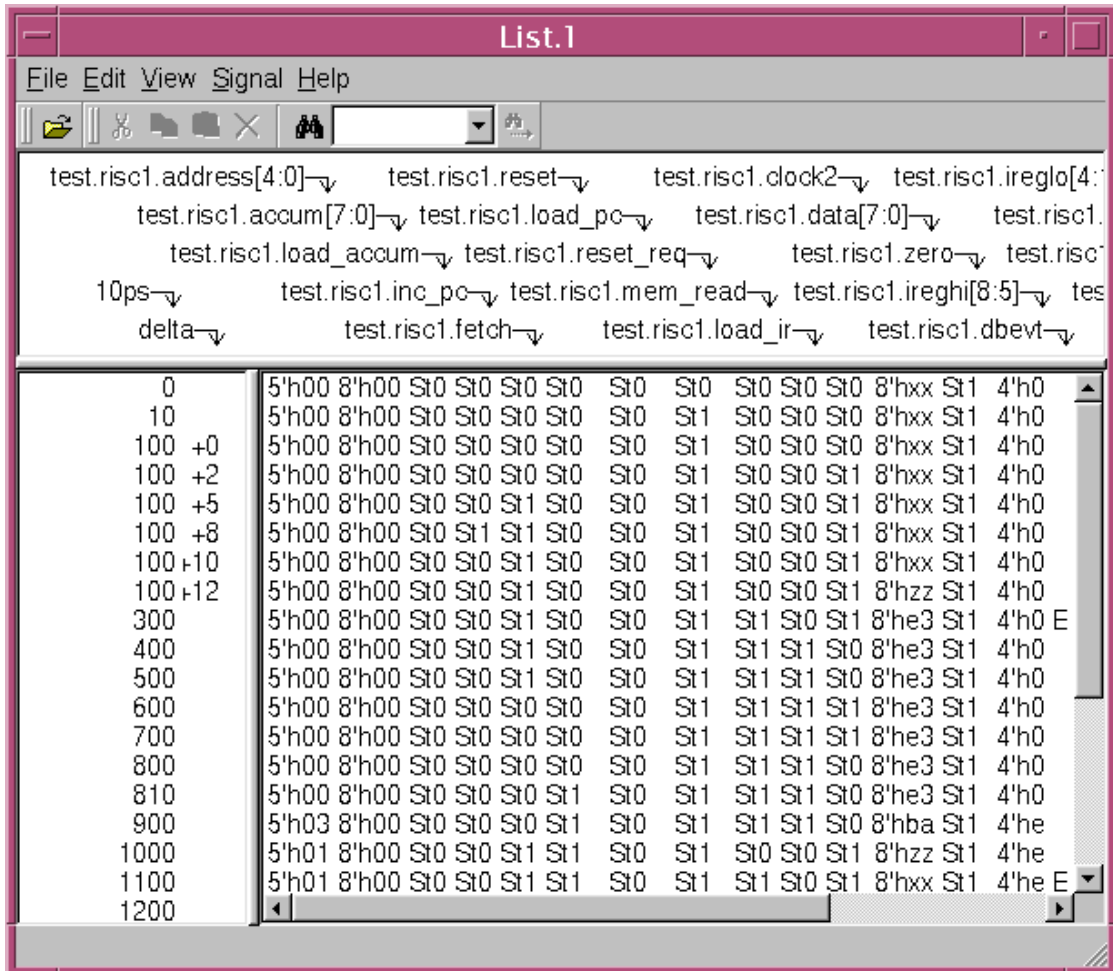 List.1
File Edit View Signal Help
test.risc1.address[4:0] test.risc1.reset test.risc1.clock2 test.risc1.ireglo[4:
test.risc1.accum[7:0] test.risc1.load_pc test.risc1.data[7:0] test.risc1.
test.risc1.load_accum test.risc1.reset_req test.risc1.zero test.risc
10ps test.risc1.inc_pc test.risc1.mem_read test.risc1.ireghi[8:5] tes
delta test.risc1.fetch test.risc1.load_ir test.risc1.dbevt
0 5'h00 8'h00 St0 St0 St0 St0 St0 St0 St0 St0 St0 8'hxx St1 4'h0
10 5'h00 8'h00 St0 St0 St0 St0 St0 St1 St0 St0 St0 8'hxx St1 4'h0
100 +0 5'h00 8'h00 St0 St0 St0 St0 St0 St1 St0 St0 St0 8'hxx St1 4'h0
100 +2 5'h00 8'h00 St0 St0 St0 St0 St0 St1 St0 St0 St1 8'hxx St1 4'h0
100 +5 5'h00 8'h00 St0 St0 St1 St0 St0 St1 St0 St0 St1 8'hxx St1 4'h0
100 +8 5'h00 8'h00 St0 St1 St1 St0 St0 St1 St0 St0 St1 8'hxx St1 4'h0
100 +10 5'h00 8'h00 St0 St0 St1 St0 St0 St1 St0 St0 St1 8'hxx St1 4'h0
100 +12 5'h00 8'h00 St0 St0 St1 St0 St0 St1 St0 St0 St1 8'hzz St1 4'h0
300 5'h00 8'h00 St0 St0 St1 St0 St0 St1 St1 St0 St1 8'he3 St1 4'h0 E
400 5'h00 8'h00 St0 St0 St1 St0 St0 St1 St1 St1 St0 8'he3 St1 4'h0
500 5'h00 8'h00 St0 St0 St1 St0 St0 St1 St1 St1 St0 8'he3 St1 4'h0
600 5'h00 8'h00 St0 St0 St0 St0 St0 St1 St1 St1 St1 8'he3 St1 4'h0
700 5'h00 8'h00 St0 St0 St0 St0 St0 St1 St1 St1 St1 8'he3 St1 4'h0
800 5'h00 8'h00 St0 St0 St0 St0 St0 St1 St1 St1 St0 8'he3 St1 4'h0
810 5'h00 8'h00 St0 St0 St0 St1 St0 St1 St1 St1 St0 8'he3 St1 4'h0
900 5'h03 8'h00 St0 St0 St0 St1 St0 St1 St1 St1 St0 8'hba St1 4'he
1000 5'h01 8'h00 St0 St0 St1 St1 St0 St1 St0 St0 St1 8'hzz St1 4'he
1100 5'h01 8'h00 St0 St0 St1 St1 St0 St1 St1 St0 St1 8'hxx St1 4'he E
1200